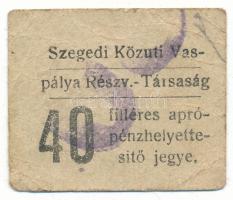 Szegedi Közuti Vas-
pálya Részv.-Társaság
40 filléres apró-
pénzhelyette-
sitő jegye.